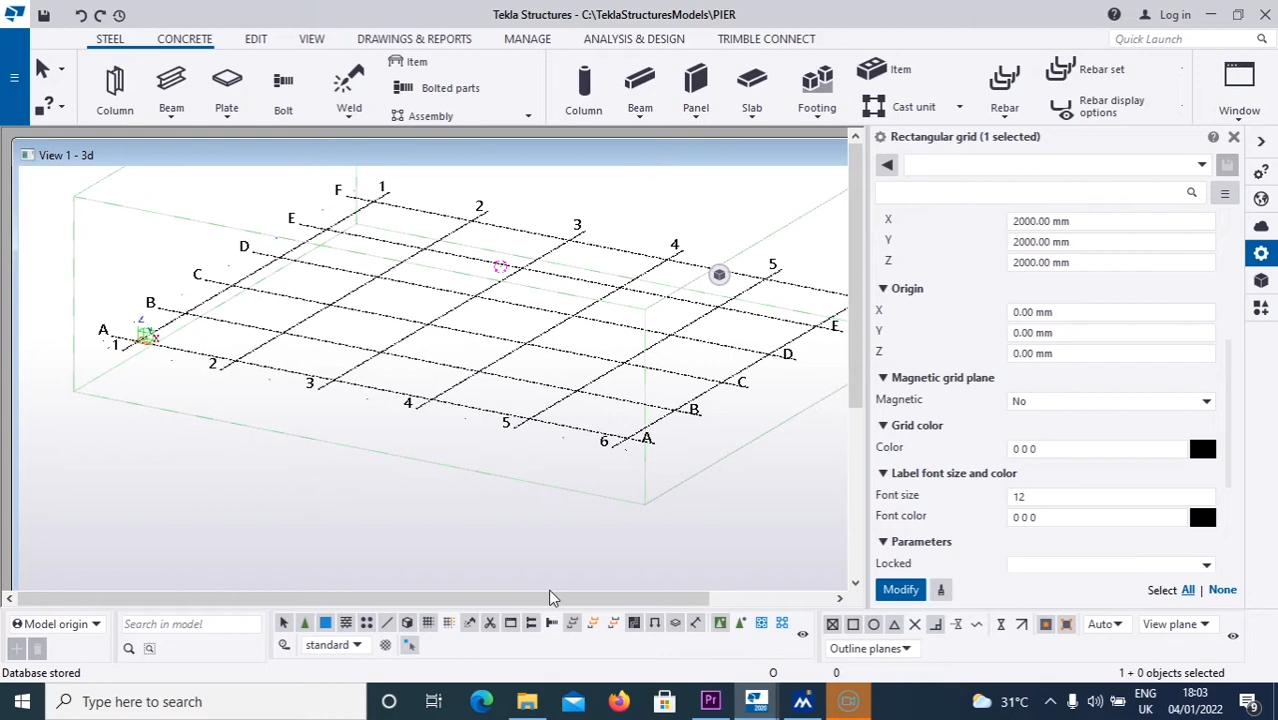 Tekla Structures - C:\TeklaStructuresModels\PIER
Log in
STEEL CONCRETE EDIT VIEW DRAWINGS & REPORTS MANAGE ANALYSIS & DESIGN TRIMBLE CONNECT Quick Launch
Item Item Rebar set
Bolted parts
Column Beam Plate Bolt Weld Column Beam Panel Slab Footing Cast unit Rebar Rebar display options Window
Assembly
View 1 - 3d
Rectangular grid (1 selected)
F 1
E 2
D 3
C 4
B 5
A 1 E
2 D
3 C
4 B
5 A
6
X 2000.00 mm
Y 2000.00 mm
Z 2000.00 mm
Origin
X 0.00 mm
Y 0.00 mm
Z 0.00 mm
Magnetic grid plane
Magnetic No
Grid color
Color 0 0 0
Label font size and color
Font size 12
Font color 0 0 0
Parameters
Locked
Modify Select All | None
Model origin Search in model Auto View plane
standard Outline planes
Database stored O 0 1 + 0 objects selected
Type here to search 31°C ENG 18:03
UK 04/01/2022 9